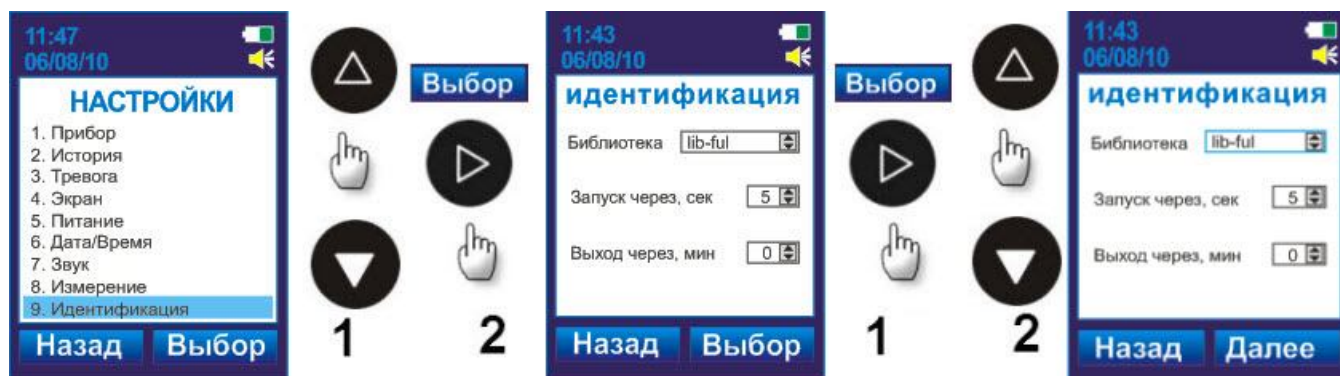 11:47
06/08/10
НАСТРОЙКИ
1. Прибор
2. История
3. Тревога
4. Экран
5. Питание
6. Дата/Время
7. Звук
8. Измерение
9. Идентификация
Назад Выбор
1
Выбор
2
11:43
06/08/10
идентификация
Библиотека lib-ful
Запуск через, сек 5
Выход через, мин 0
Назад Выбор
Выбор
1
2
11:43
06/08/10
идентификация
Библиотека lib-ful
Запуск через, сек 5
Выход через, мин 0
Назад Далее